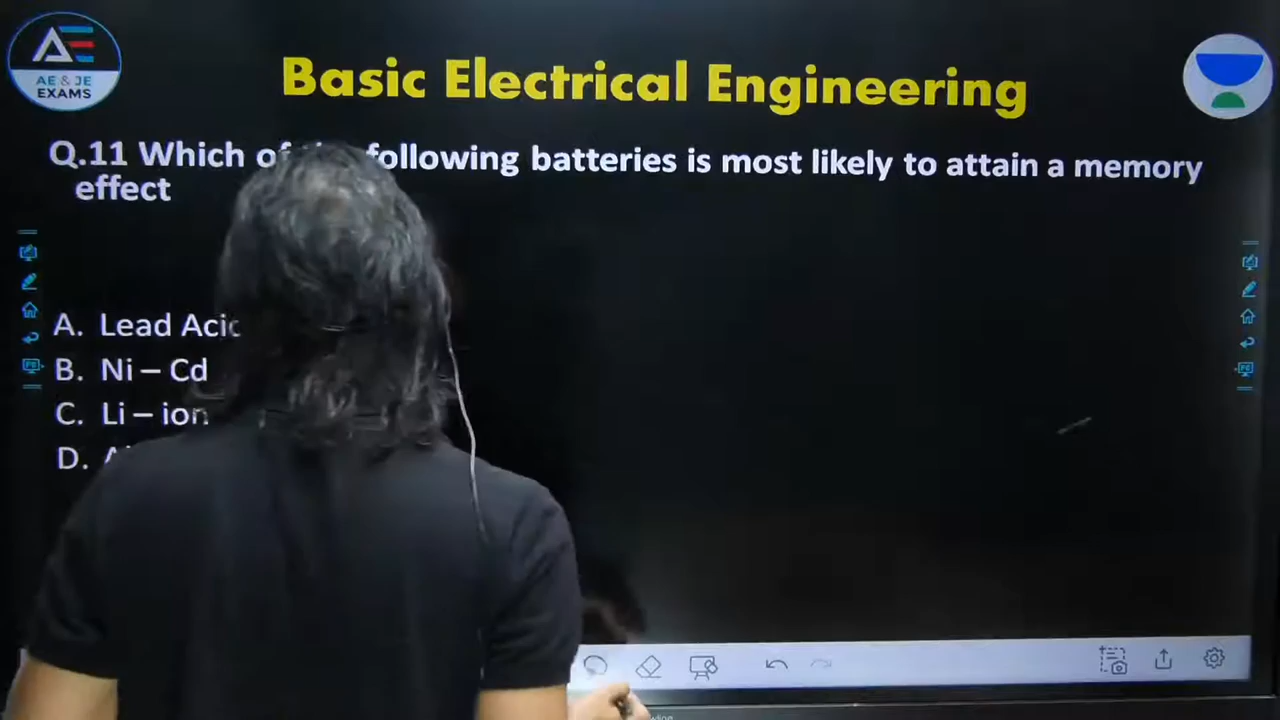 AE & JE
EXAMS
Basic Electrical Engineering
Q.11 Which of following batteries is most likely to attain a memory
effect
A. Lead Acid
B. Ni – Cd
C. Li – ion
D.